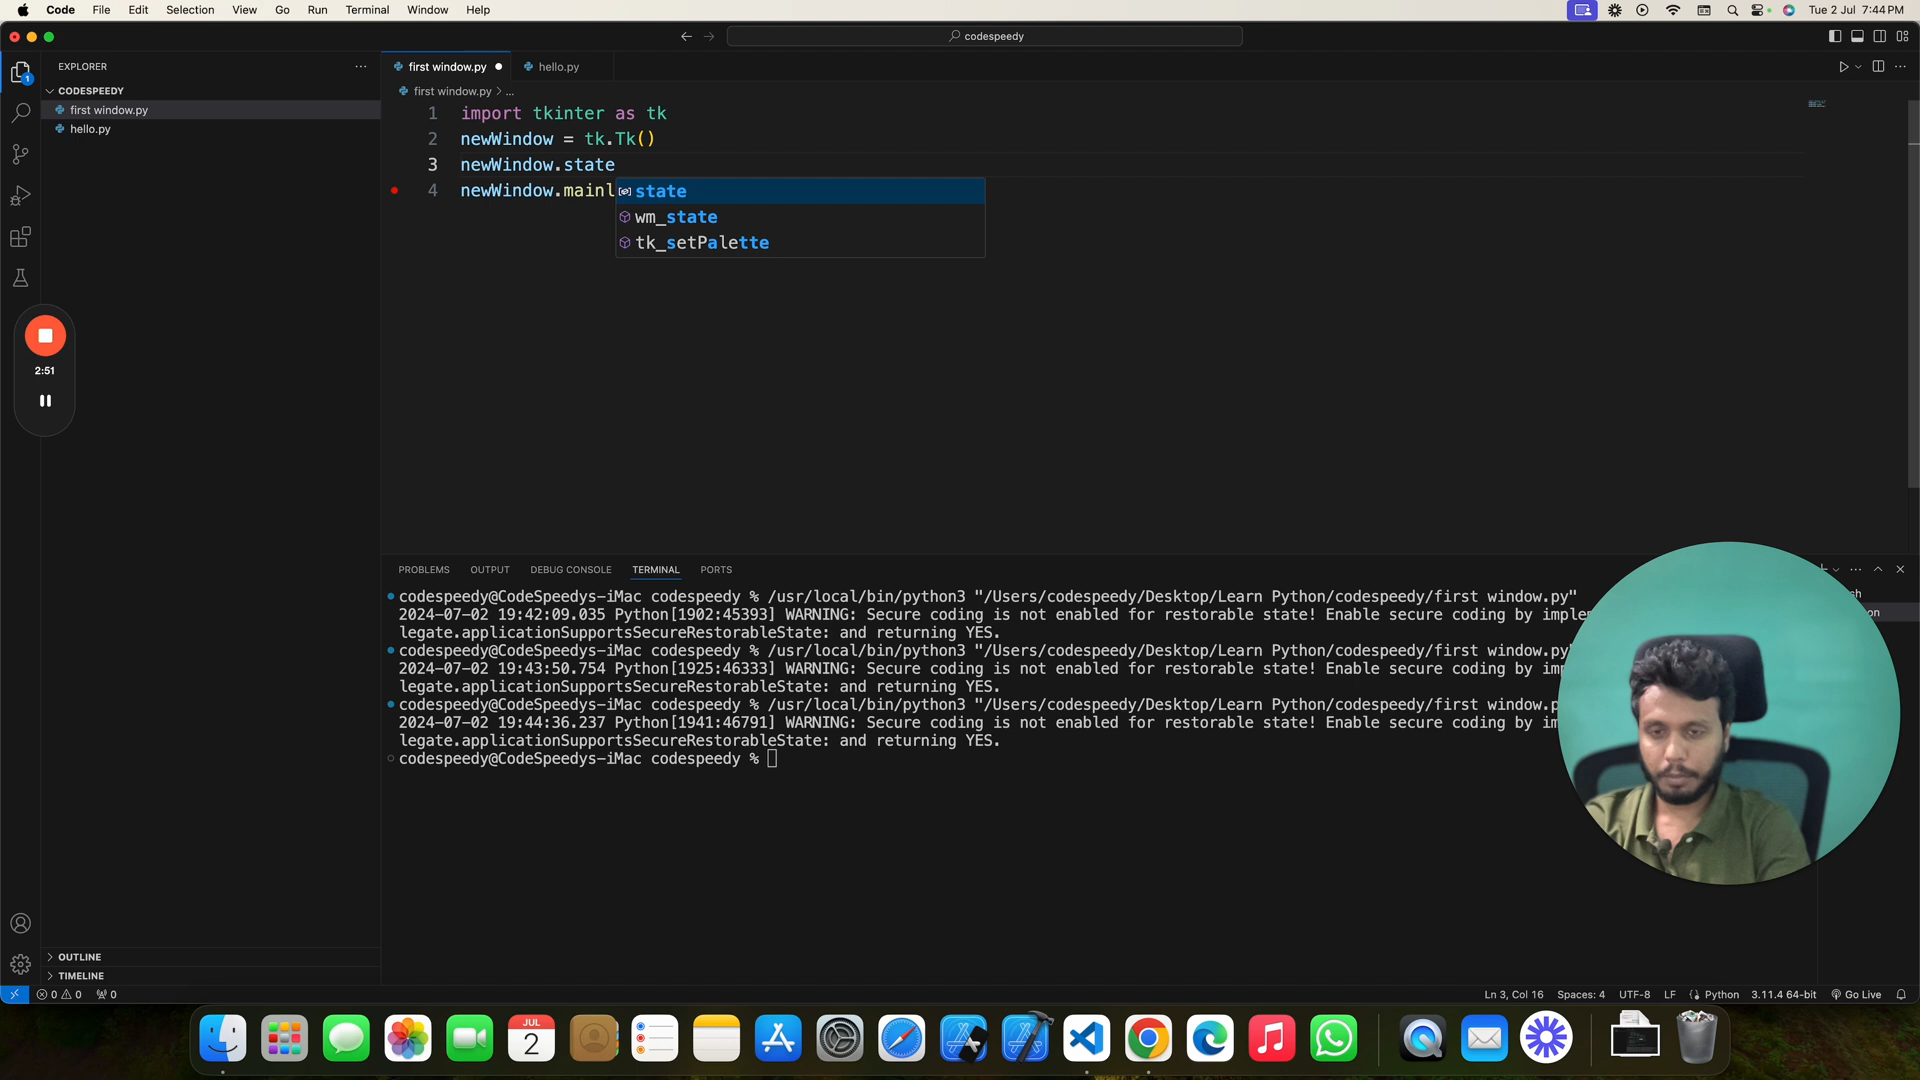 Code File Edit Selection View Go Run Terminal Window Help
Tue 2 Jul 7:44 PM
codespeedy
EXPLORER
CODESPEEDY
first window.py
hello.py
first window.py
hello.py
first window.py > ...
1 import tkinter as tk
2 newWindow = tk.Tk()
3 newWindow.state
4 newWindow.mainl
state
wm_state
tk_setPalette
2:51
PROBLEMS OUTPUT DEBUG CONSOLE TERMINAL PORTS
codespeedy@CodeSpeedys-iMac codespeedy % /usr/local/bin/python3 "/Users/codespeedy/Desktop/Learn Python/codespeedy/first window.py"
2024-07-02 19:42:09.035 Python[1902:45393] WARNING: Secure coding is not enabled for restorable state! Enable secure coding by imple
legate.applicationSupportsSecureRestorableState: and returning YES.
codespeedy@CodeSpeedys-iMac codespeedy % /usr/local/bin/python3 "/Users/codespeedy/Desktop/Learn Python/codespeedy/first window.py
2024-07-02 19:43:50.754 Python[1925:46333] WARNING: Secure coding is not enabled for restorable state! Enable secure coding by im
legate.applicationSupportsSecureRestorableState: and returning YES.
codespeedy@CodeSpeedys-iMac codespeedy % /usr/local/bin/python3 "/Users/codespeedy/Desktop/Learn Python/codespeedy/first window.p
2024-07-02 19:44:36.237 Python[1941:46791] WARNING: Secure coding is not enabled for restorable state! Enable secure coding by im
legate.applicationSupportsSecureRestorableState: and returning YES.
codespeedy@CodeSpeedys-iMac codespeedy %
OUTLINE
TIMELINE
0 0 0
Ln 3, Col 16 Spaces: 4 UTF-8 LF Python 3.11.4 64-bit Go Live
JUL
2